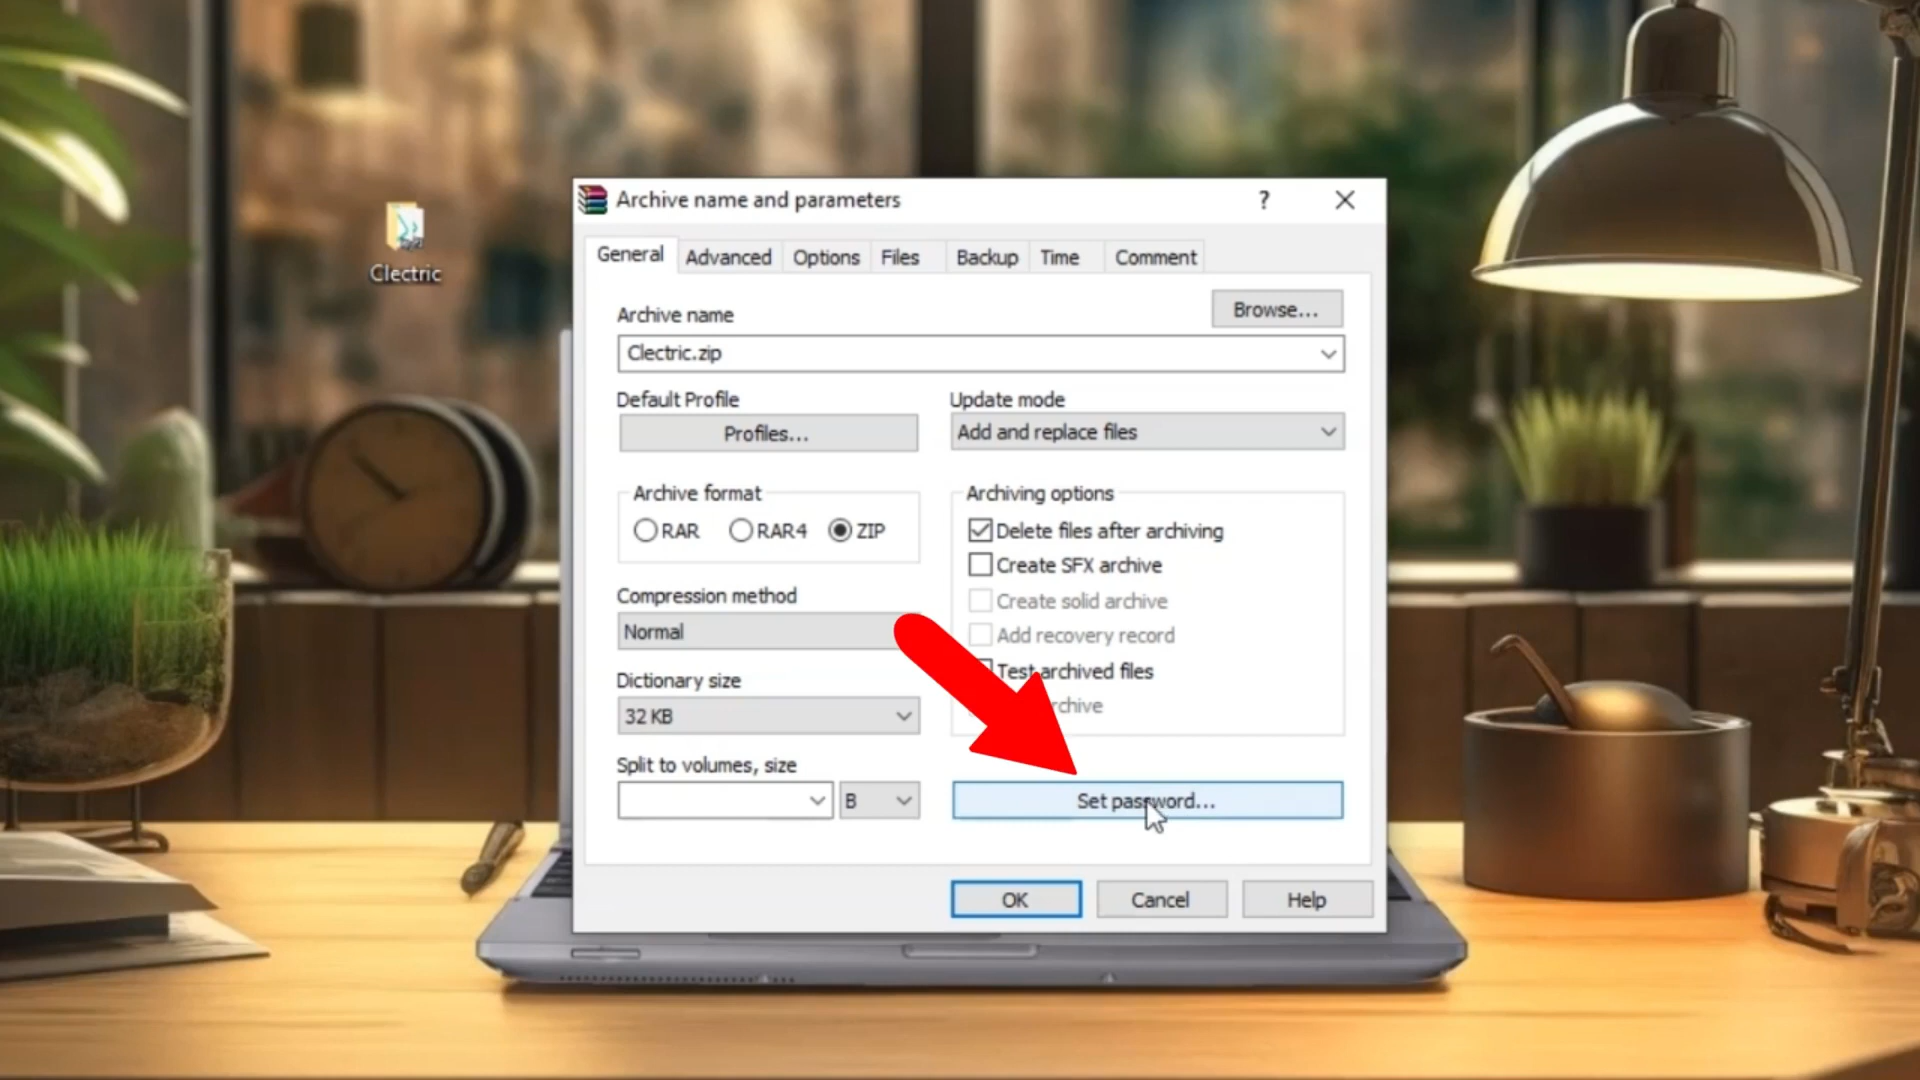 Archive name and parameters
?
Clectric
General Advanced Options Files Backup Time Comment
Archive name
Browse...
Clectric.zip
Default Profile
Update mode
Profiles...
Add and replace files
Archive format
RAR RAR4 ZIP
Archiving options
Delete files after archiving
Create SFX archive
Create solid archive
Add recovery record
Test archived files
rchive
Compression method
Normal
Dictionary size
32 KB
Split to volumes, size
B
Set password...
OK Cancel Help